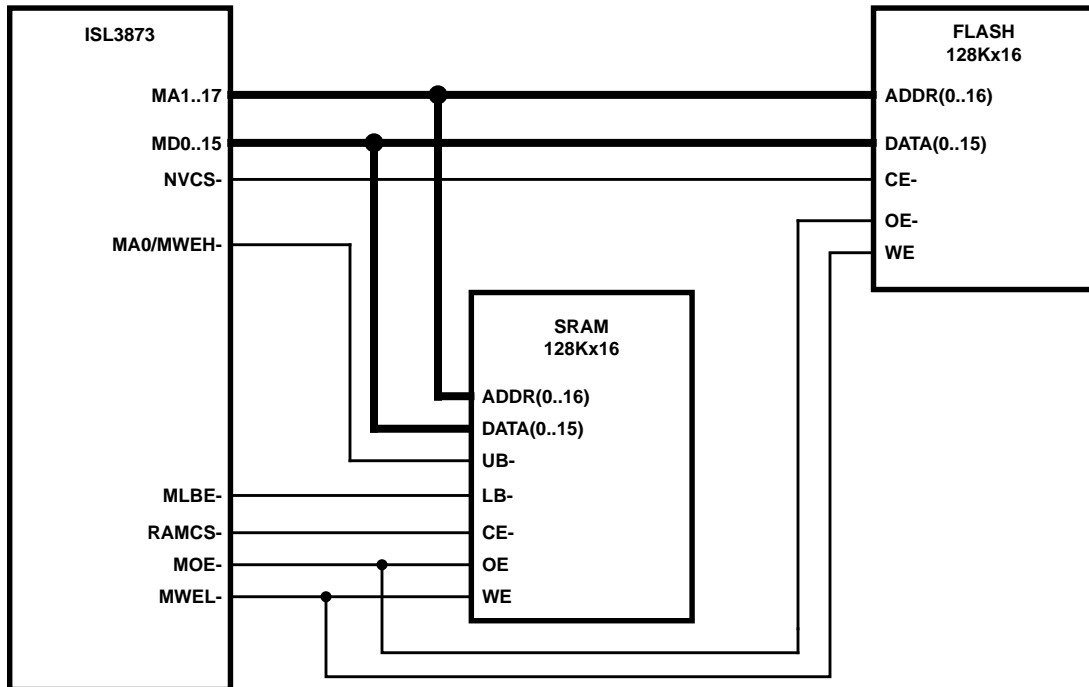 ISL3873
MA1..17
MD0..15
NVCS-
MA0/MWEH-
MLBE-
RAMCS-
MOE-
MWEL-
SRAM
128Kx16
ADDR(0..16)
DATA(0..15)
UB-
LB-
CE-
OE
WE
FLASH
128Kx16
ADDR(0..16)
DATA(0..15)
CE-
OE-
WE